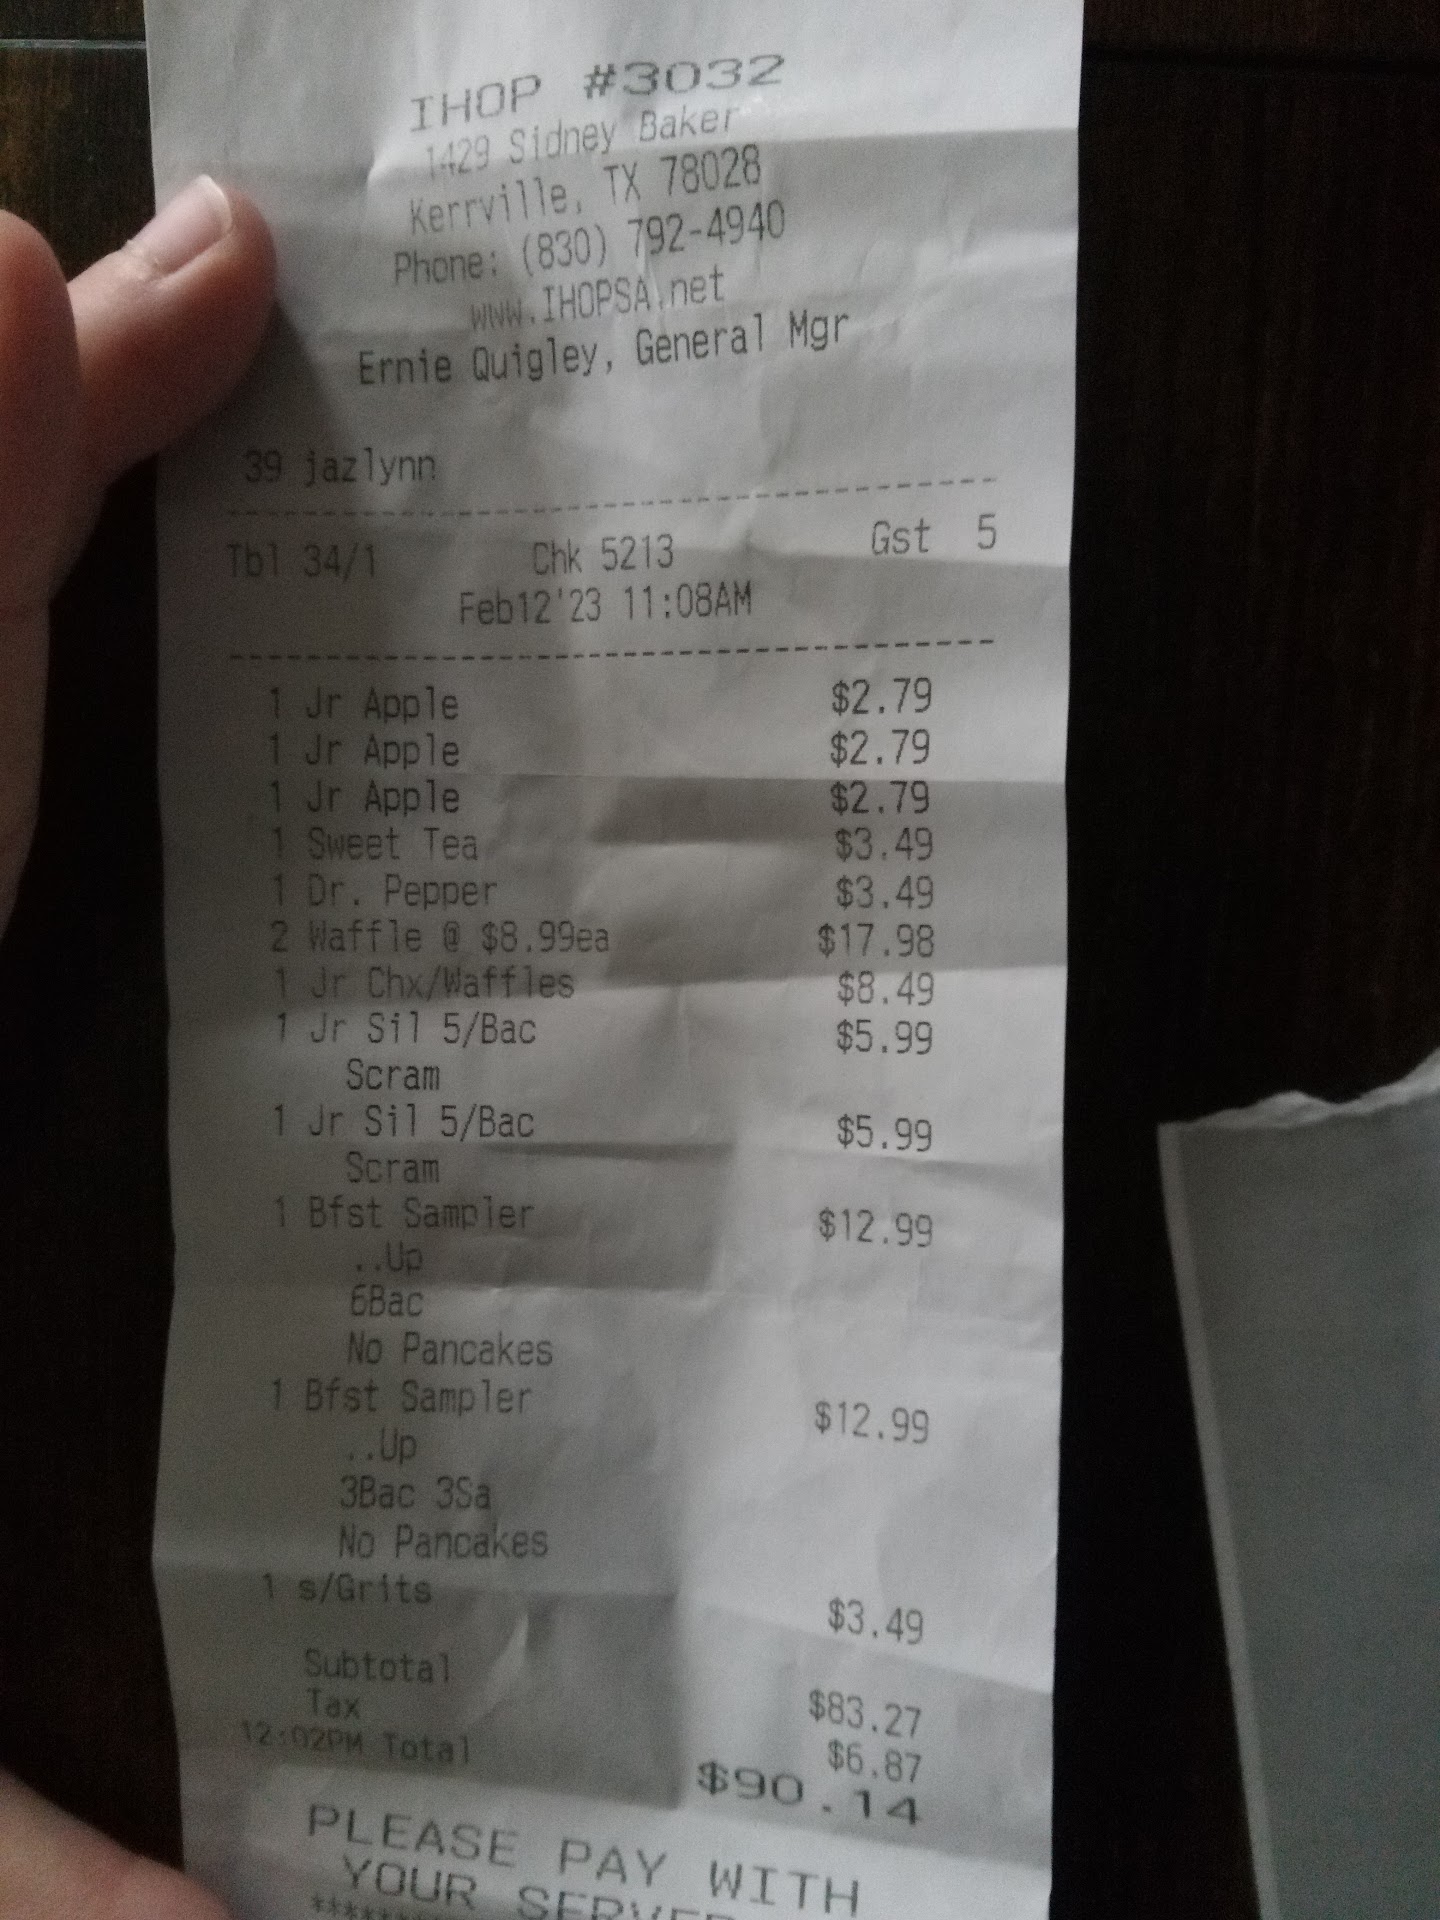 IHOP #3032
1429 Sidney Baker
Kerrville, TX 78028
Phone: (830) 792-4940
www.IHOPSA.net
Ernie Quigley, General Mgr
39 jazlynn
Tbl 34/1 Chk 5213 Gst 5
Feb12'23 11:08AM
1 Jr Apple $2.79
1 Jr Apple $2.79
1 Jr Apple $2.79
1 Sweet Tea $3.49
1 Dr. Pepper $3.49
2 Waffle @ $8.99ea $17.98
1 Jr Chx/Waffles $8.49
1 Jr Sil 5/Bac $5.99
Scram
1 Jr Sil 5/Bac $5.99
Scram
1 Bfst Sampler $12.99
..Up
6Bac
No Pancakes
1 Bfst Sampler $12.99
..Up
3Bac 3Sa
No Pancakes
1 s/Grits $3.49
Subtotal $83.27
Tax $6.87
12:02PM Total $90.14
PLEASE PAY WITH
YOUR